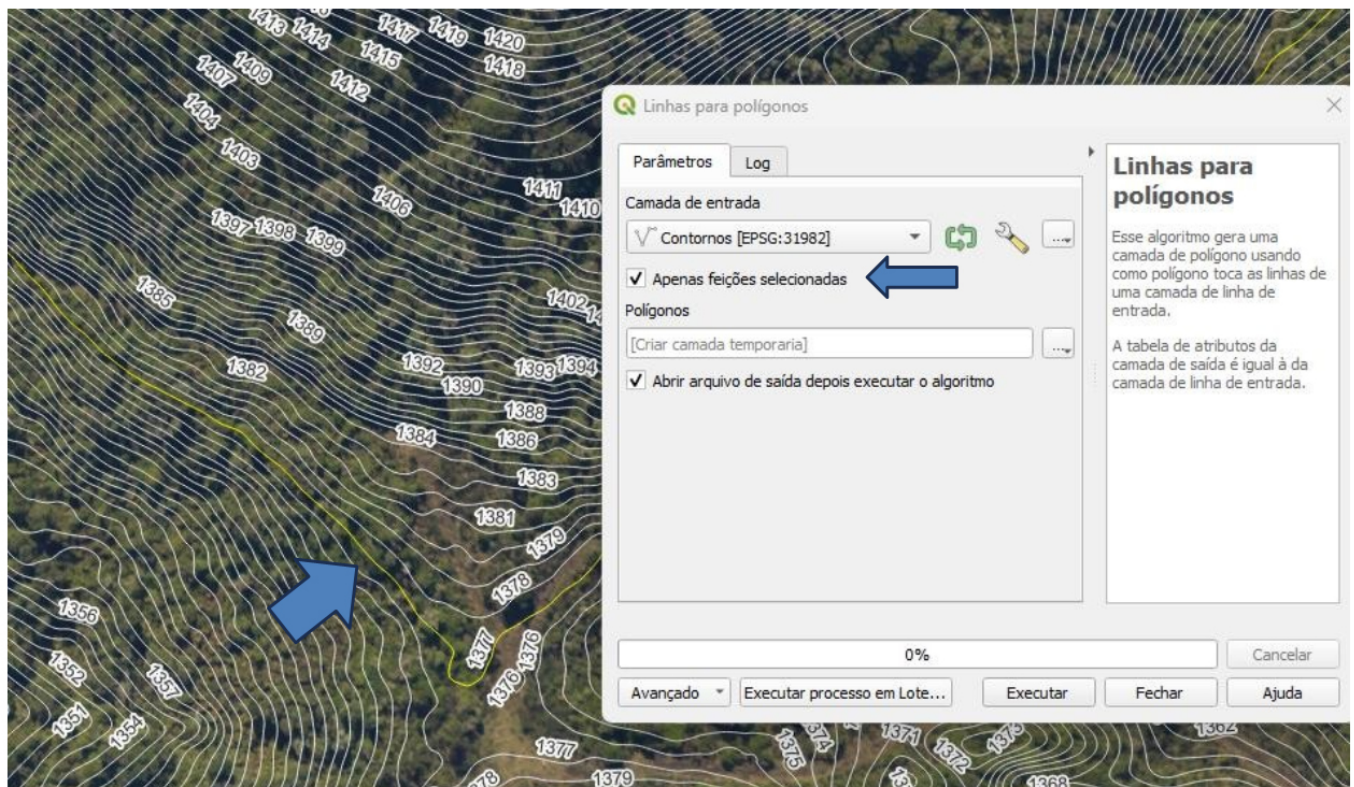 1413
1414
1417
1419
1420
1415
1418
1407
1409
1412
1404
1403
1406
1411
1410
1397
1398
1399
1385
1389
1402
1382
1392
1390
1393
1394
1388
1384
1386
1383
1381
1379
1378
1356
1377
1376
1352
1357
1376
1351
1354
1377
1375
1374
1371
1372
1373
1362
1379
1368
Linhas para polígonos
Parâmetros
Log
Camada de entrada
Contornos [EPSG:31982]
...
Apenas feições selecionadas
Polígonos
[Criar camada temporaria]
...
Abrir arquivo de saída depois executar o algoritmo
Linhas para
polígonos
Esse algoritmo gera uma
camada de polígono usando
como polígono toca as linhas de
uma camada de linha de
entrada.
A tabela de atributos da
camada de saída é igual à da
camada de linha de entrada.
0%
Cancelar
Avançado
Executar processo em Lote...
Executar
Fechar
Ajuda